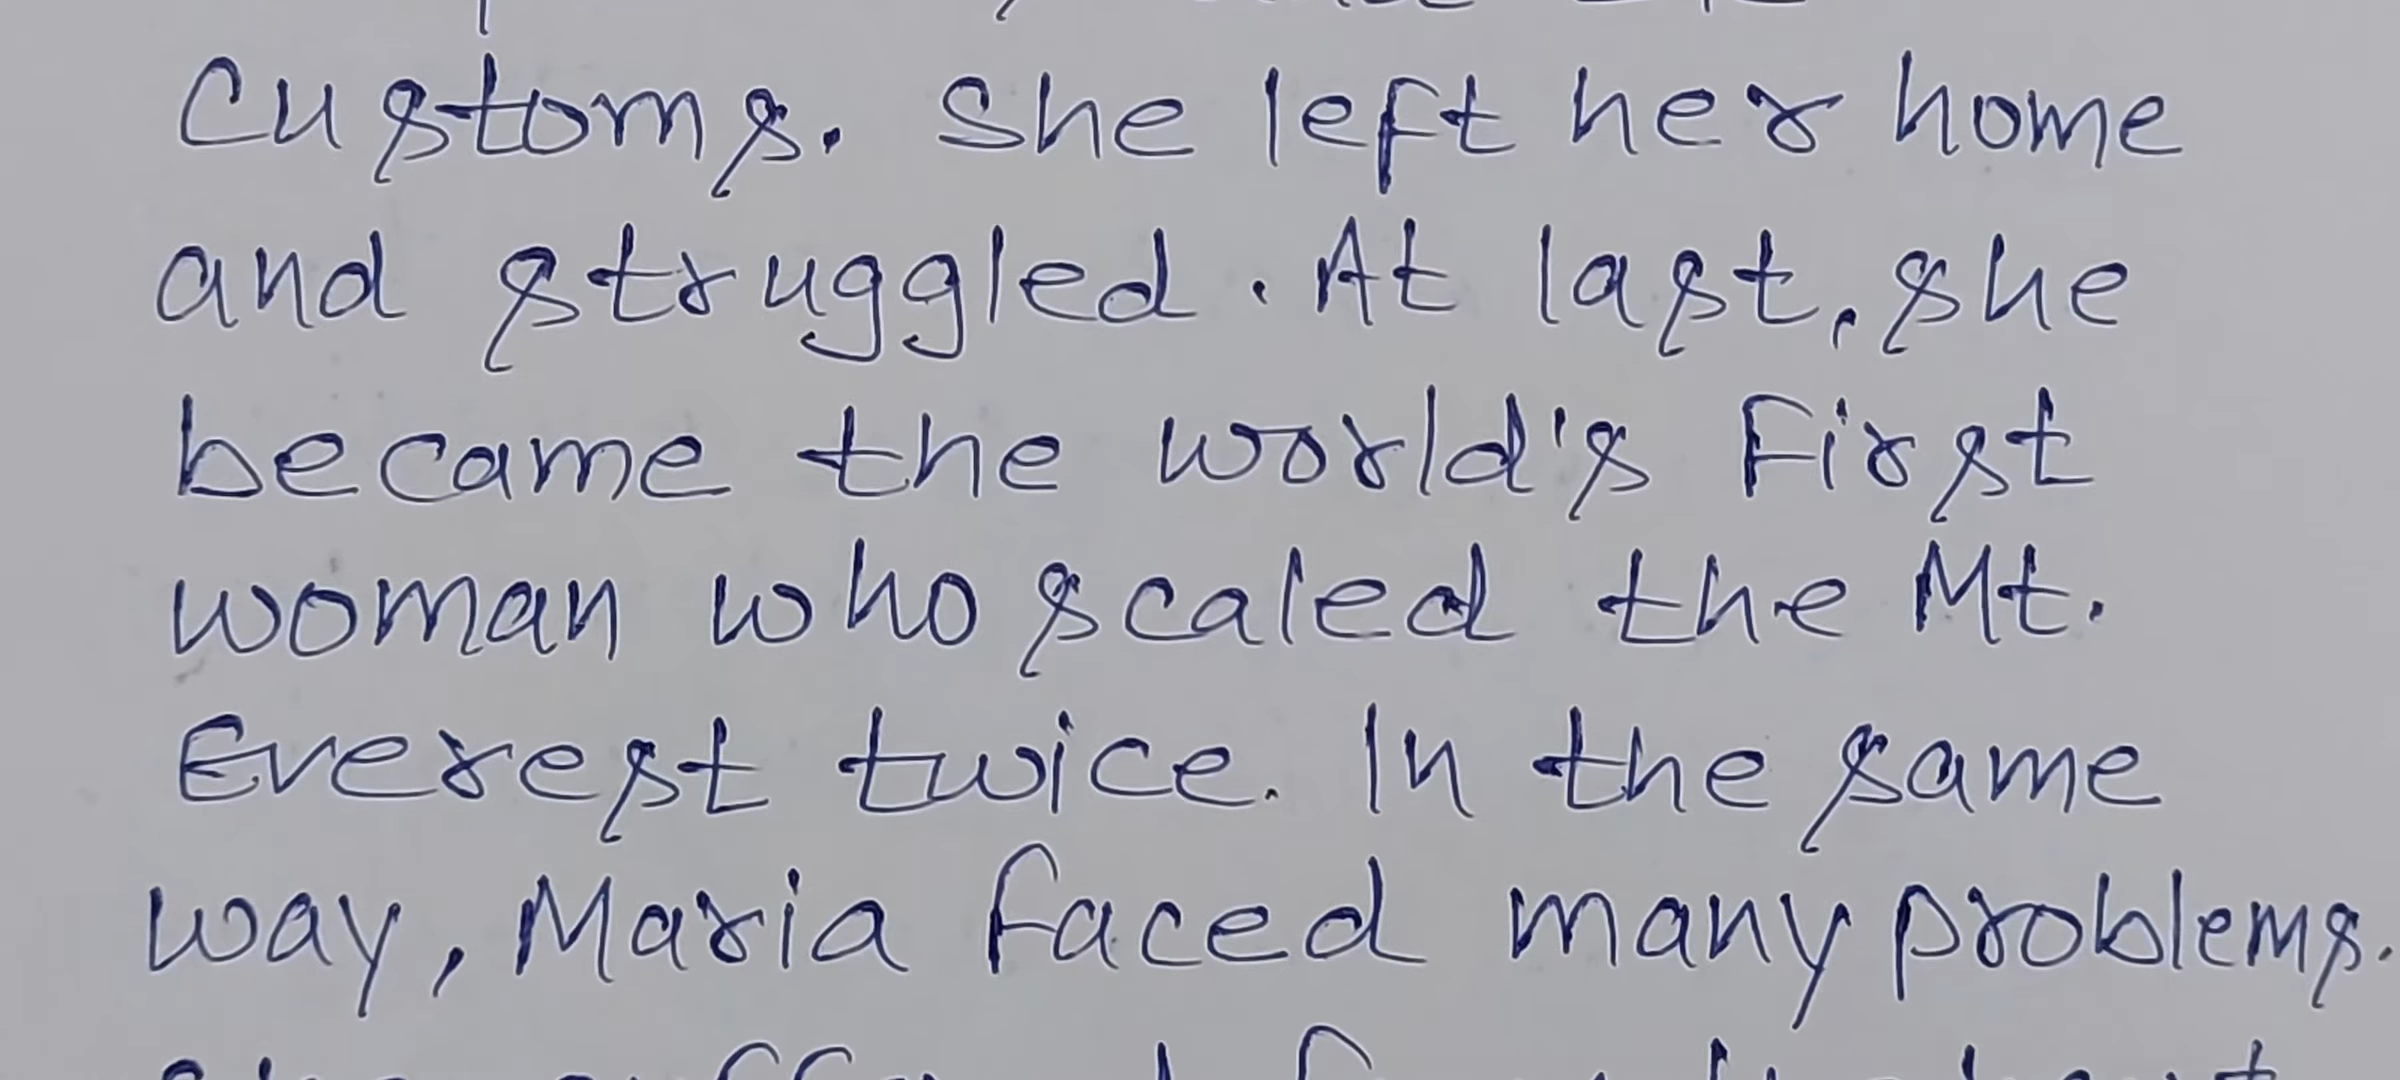 Customs. She left her home
and struggled. At last, she
became the world's First
woman who scaled the Mt.
Everest twice. In the same
way, Maria faced many problems.